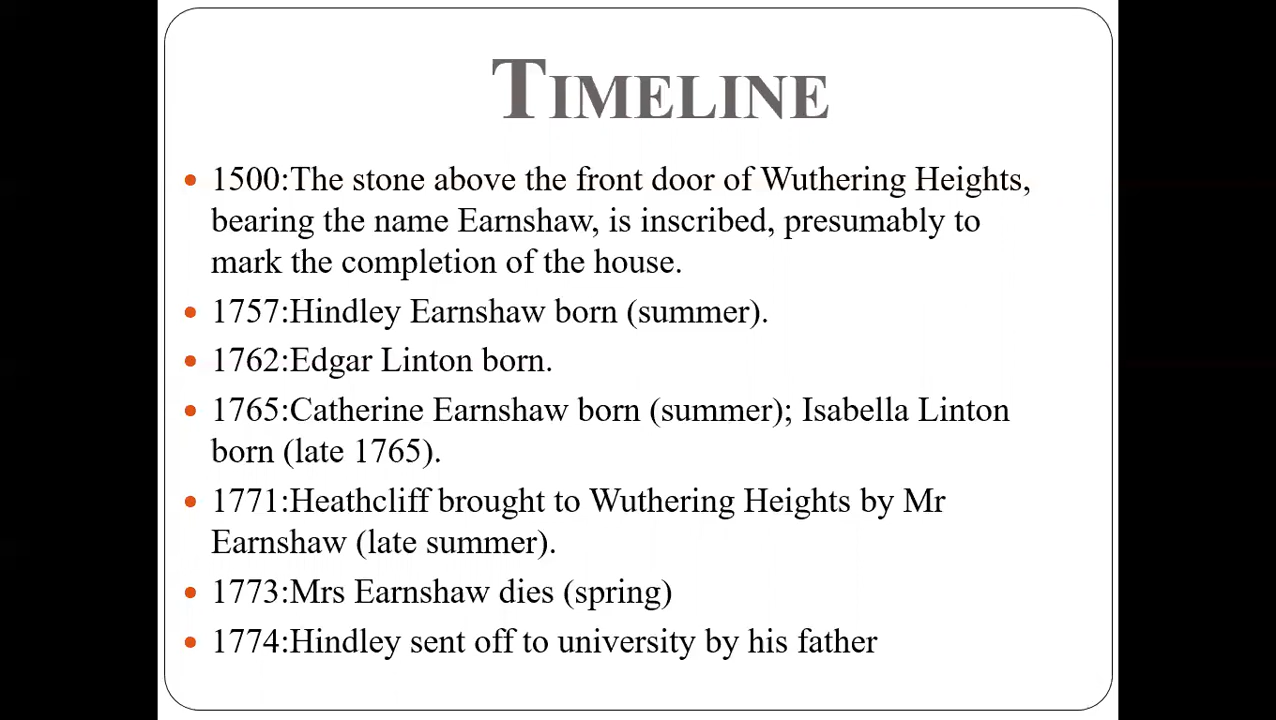 TIMELINE
1500:The stone above the front door of Wuthering Heights,
bearing the name Earnshaw, is inscribed, presumably to
mark the completion of the house.
1757:Hindley Earnshaw born (summer).
1762:Edgar Linton born.
1765:Catherine Earnshaw born (summer); Isabella Linton
born (late 1765).
1771:Heathcliff brought to Wuthering Heights by Mr
Earnshaw (late summer).
1773:Mrs Earnshaw dies (spring)
1774:Hindley sent off to university by his father